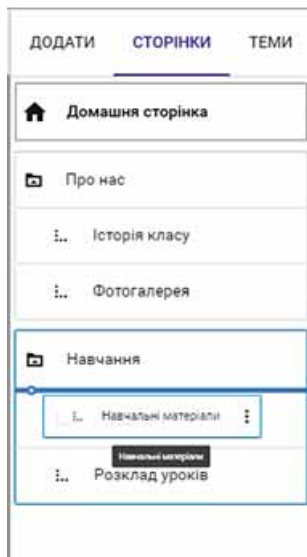 ДОДАТИ СТОРІНКИ ТЕМИ
Домашня сторінка
Про нас
Історія класу
Фотогалерея
Навчання
Навчальні матеріали
Навчальні матеріали
Розклад уроків